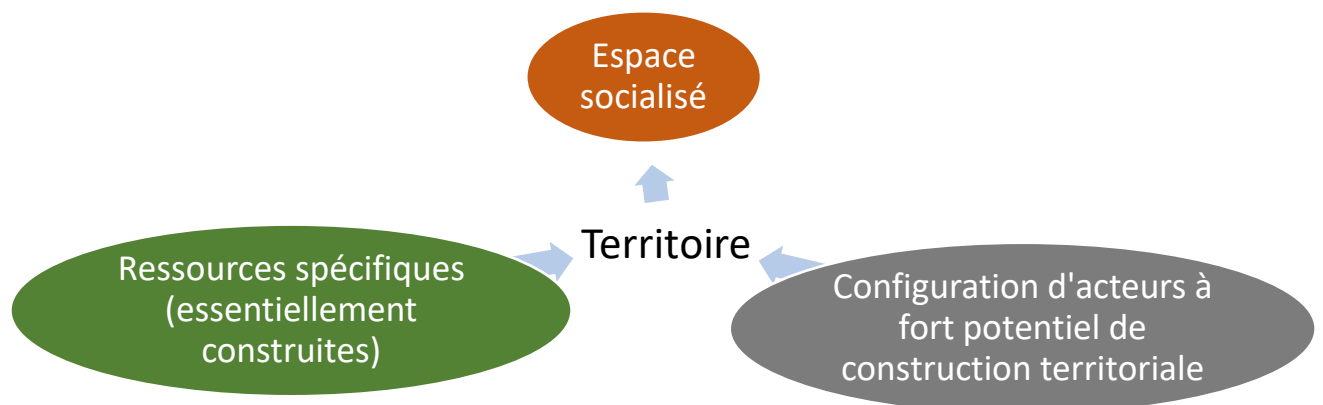 Espace
socialisé
Territoire
Ressources spécifiques
(essentiellement
construites)
Configuration d'acteurs à
fort potentiel de
construction territoriale